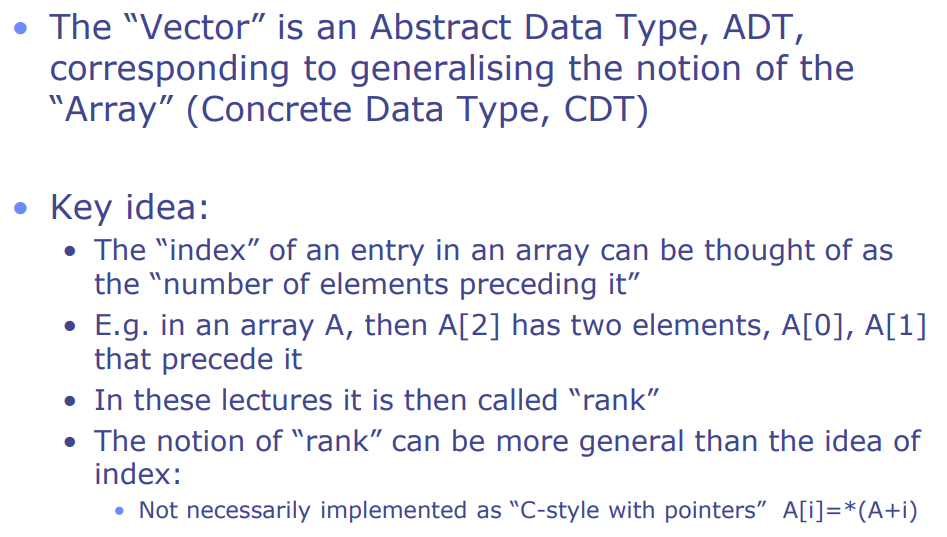 • The “Vector” is an Abstract Data Type, ADT,
corresponding to generalising the notion of the
“Array” (Concrete Data Type, CDT)
• Key idea:
• The “index” of an entry in an array can be thought of as
the “number of elements preceding it”
• E.g. in an array A, then A[2] has two elements, A[0], A[1]
that precede it
• In these lectures it is then called “rank”
• The notion of “rank” can be more general than the idea of
index:
• Not necessarily implemented as “C-style with pointers” A[i]=*(A+i)